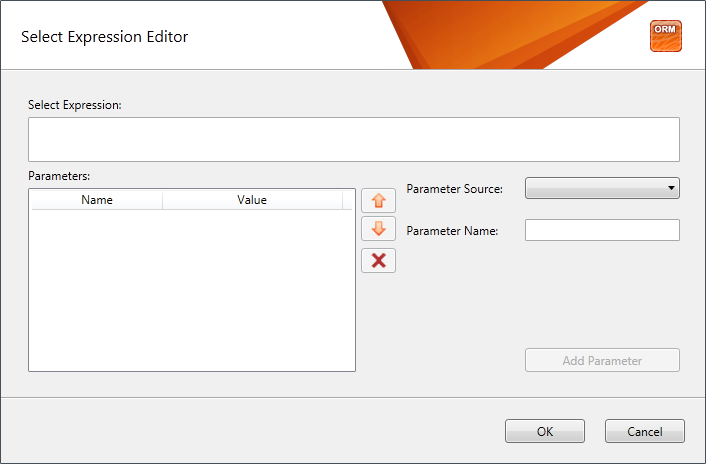 Select Expression Editor
ORM
Select Expression:
Parameters:
Name Value
Parameter Source:
Parameter Name:
Add Parameter
OK Cancel